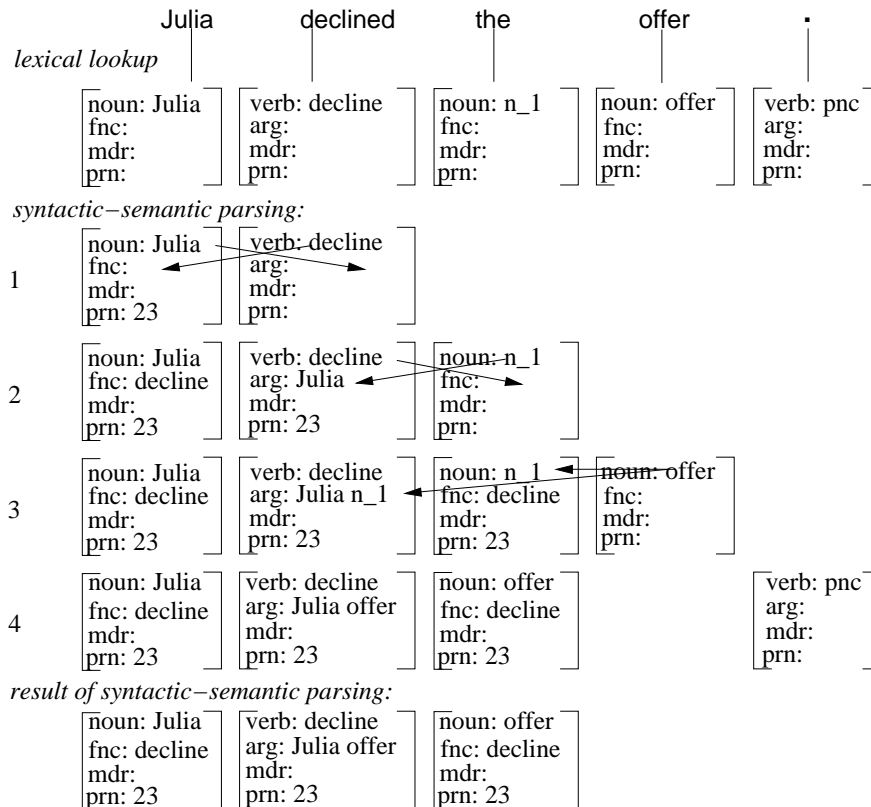 Julia declined the offer .
lexical lookup
noun: Julia verb: decline noun: n_1 noun: offer verb: pnc
fnc: arg: fnc: fnc: arg:
mdr: mdr: mdr: mdr: mdr:
prn: prn: prn: prn: prn:
syntactic−semantic parsing:
noun: Julia verb: decline
1 fnc: arg:
mdr: mdr:
prn: 23 prn:
noun: Julia verb: decline noun: n_1
2 fnc: decline arg: Julia fnc:
mdr: mdr: mdr:
prn: 23 prn: 23 prn:
noun: Julia verb: decline noun: n_1 noun: offer
3 fnc: decline arg: Julia n_1 fnc: decline fnc:
mdr: mdr: mdr: mdr:
prn: 23 prn: 23 prn: 23 prn:
noun: Julia verb: decline noun: offer verb: pnc
4 fnc: decline arg: Julia offer fnc: decline arg:
mdr: mdr: mdr: mdr:
prn: 23 prn: 23 prn: 23 prn:
result of syntactic−semantic parsing:
noun: Julia verb: decline noun: offer
fnc: decline arg: Julia offer fnc: decline
mdr: mdr: mdr:
prn: 23 prn: 23 prn: 23